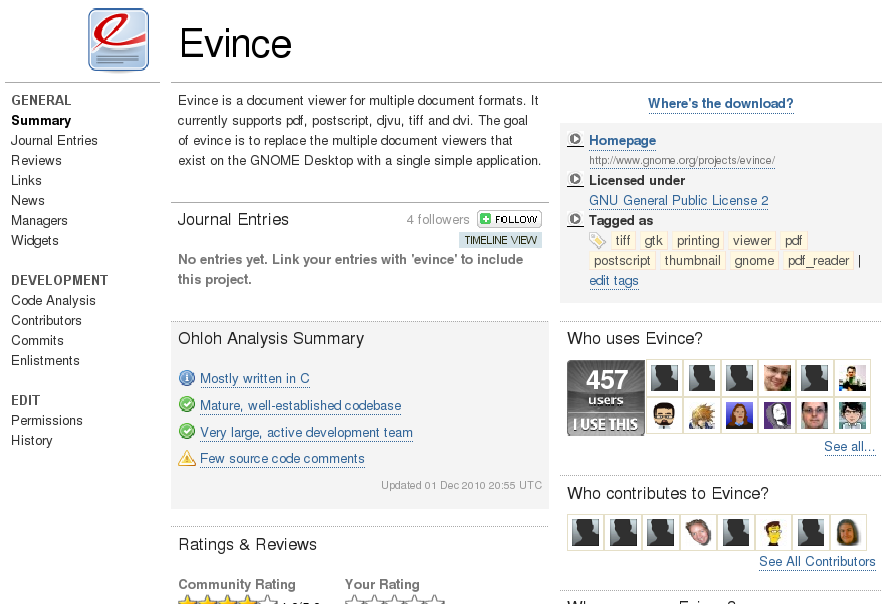 Evince
GENERAL
Summary
Journal Entries
Reviews
Links
News
Managers
Widgets
DEVELOPMENT
Code Analysis
Contributors
Commits
Enlistments
EDIT
Permissions
History
Evince is a document viewer for multiple document formats. It
currently supports pdf, postscript, djvu, tiff and dvi. The goal
of evince is to replace the multiple document viewers that
exist on the GNOME Desktop with a single simple application.
Journal Entries
4 followers FOLLOW
TIMELINE VIEW
No entries yet. Link your entries with 'evince' to include
this project.
Ohloh Analysis Summary
Mostly written in C
Mature, well-established codebase
Very large, active development team
Few source code comments
Updated 01 Dec 2010 20:55 UTC
Ratings & Reviews
Community Rating
Your Rating
Where's the download?
Homepage
http://www.gnome.org/projects/evince/
Licensed under
GNU General Public License 2
Tagged as
tiff gtk printing viewer pdf
postscript thumbnail gnome pdf_reader |
edit tags
Who uses Evince?
457
users
I USE THIS
See all...
Who contributes to Evince?
See All Contributors